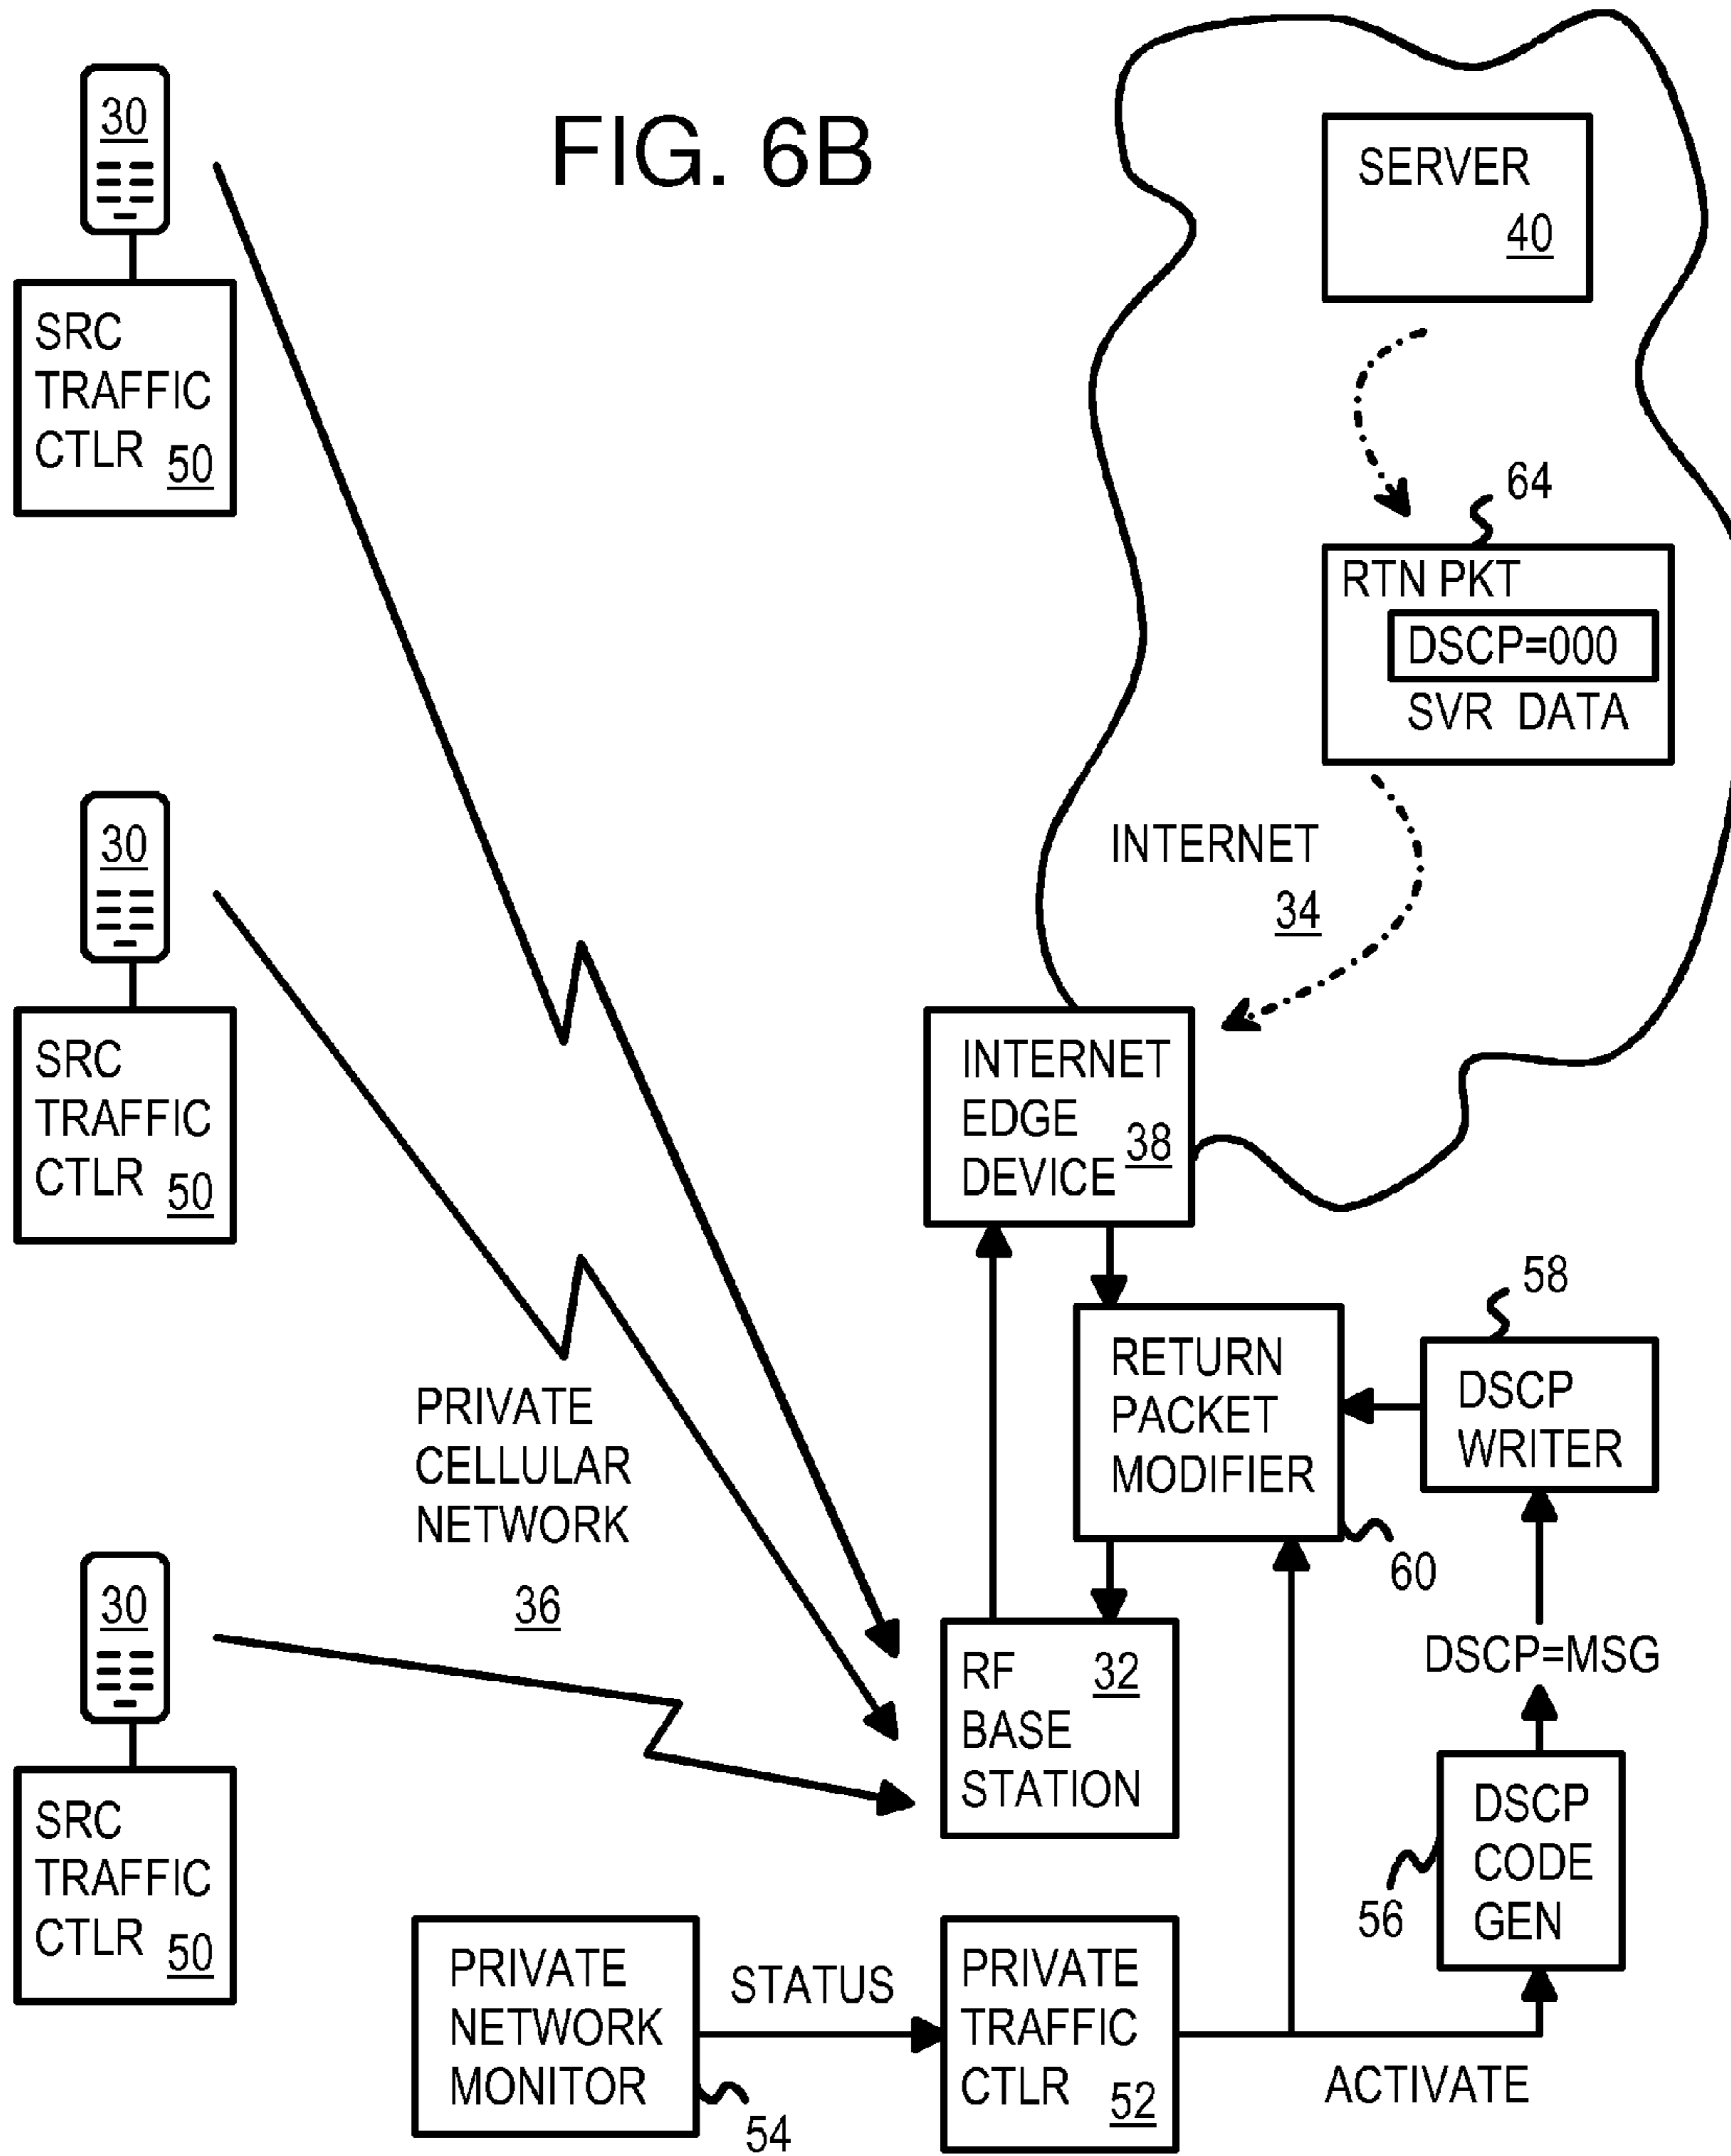 FIG. 6B
30
SRC
TRAFFIC
CTLR 50
SERVER
40
64
RTN PKT
DSCP=000
SVR DATA
INTERNET
34
30
SRC
TRAFFIC
CTLR 50
INTERNET
EDGE
DEVICE 38
58
RETURN
PACKET
MODIFIER
60
DSCP
WRITER
PRIVATE
CELLULAR
NETWORK
36
30
SRC
TRAFFIC
CTLR 50
RF 32
BASE
STATION
DSCP=MSG
DSCP
CODE
GEN
56
PRIVATE
NETWORK
MONITOR
54
STATUS
PRIVATE
TRAFFIC
CTLR 52
ACTIVATE